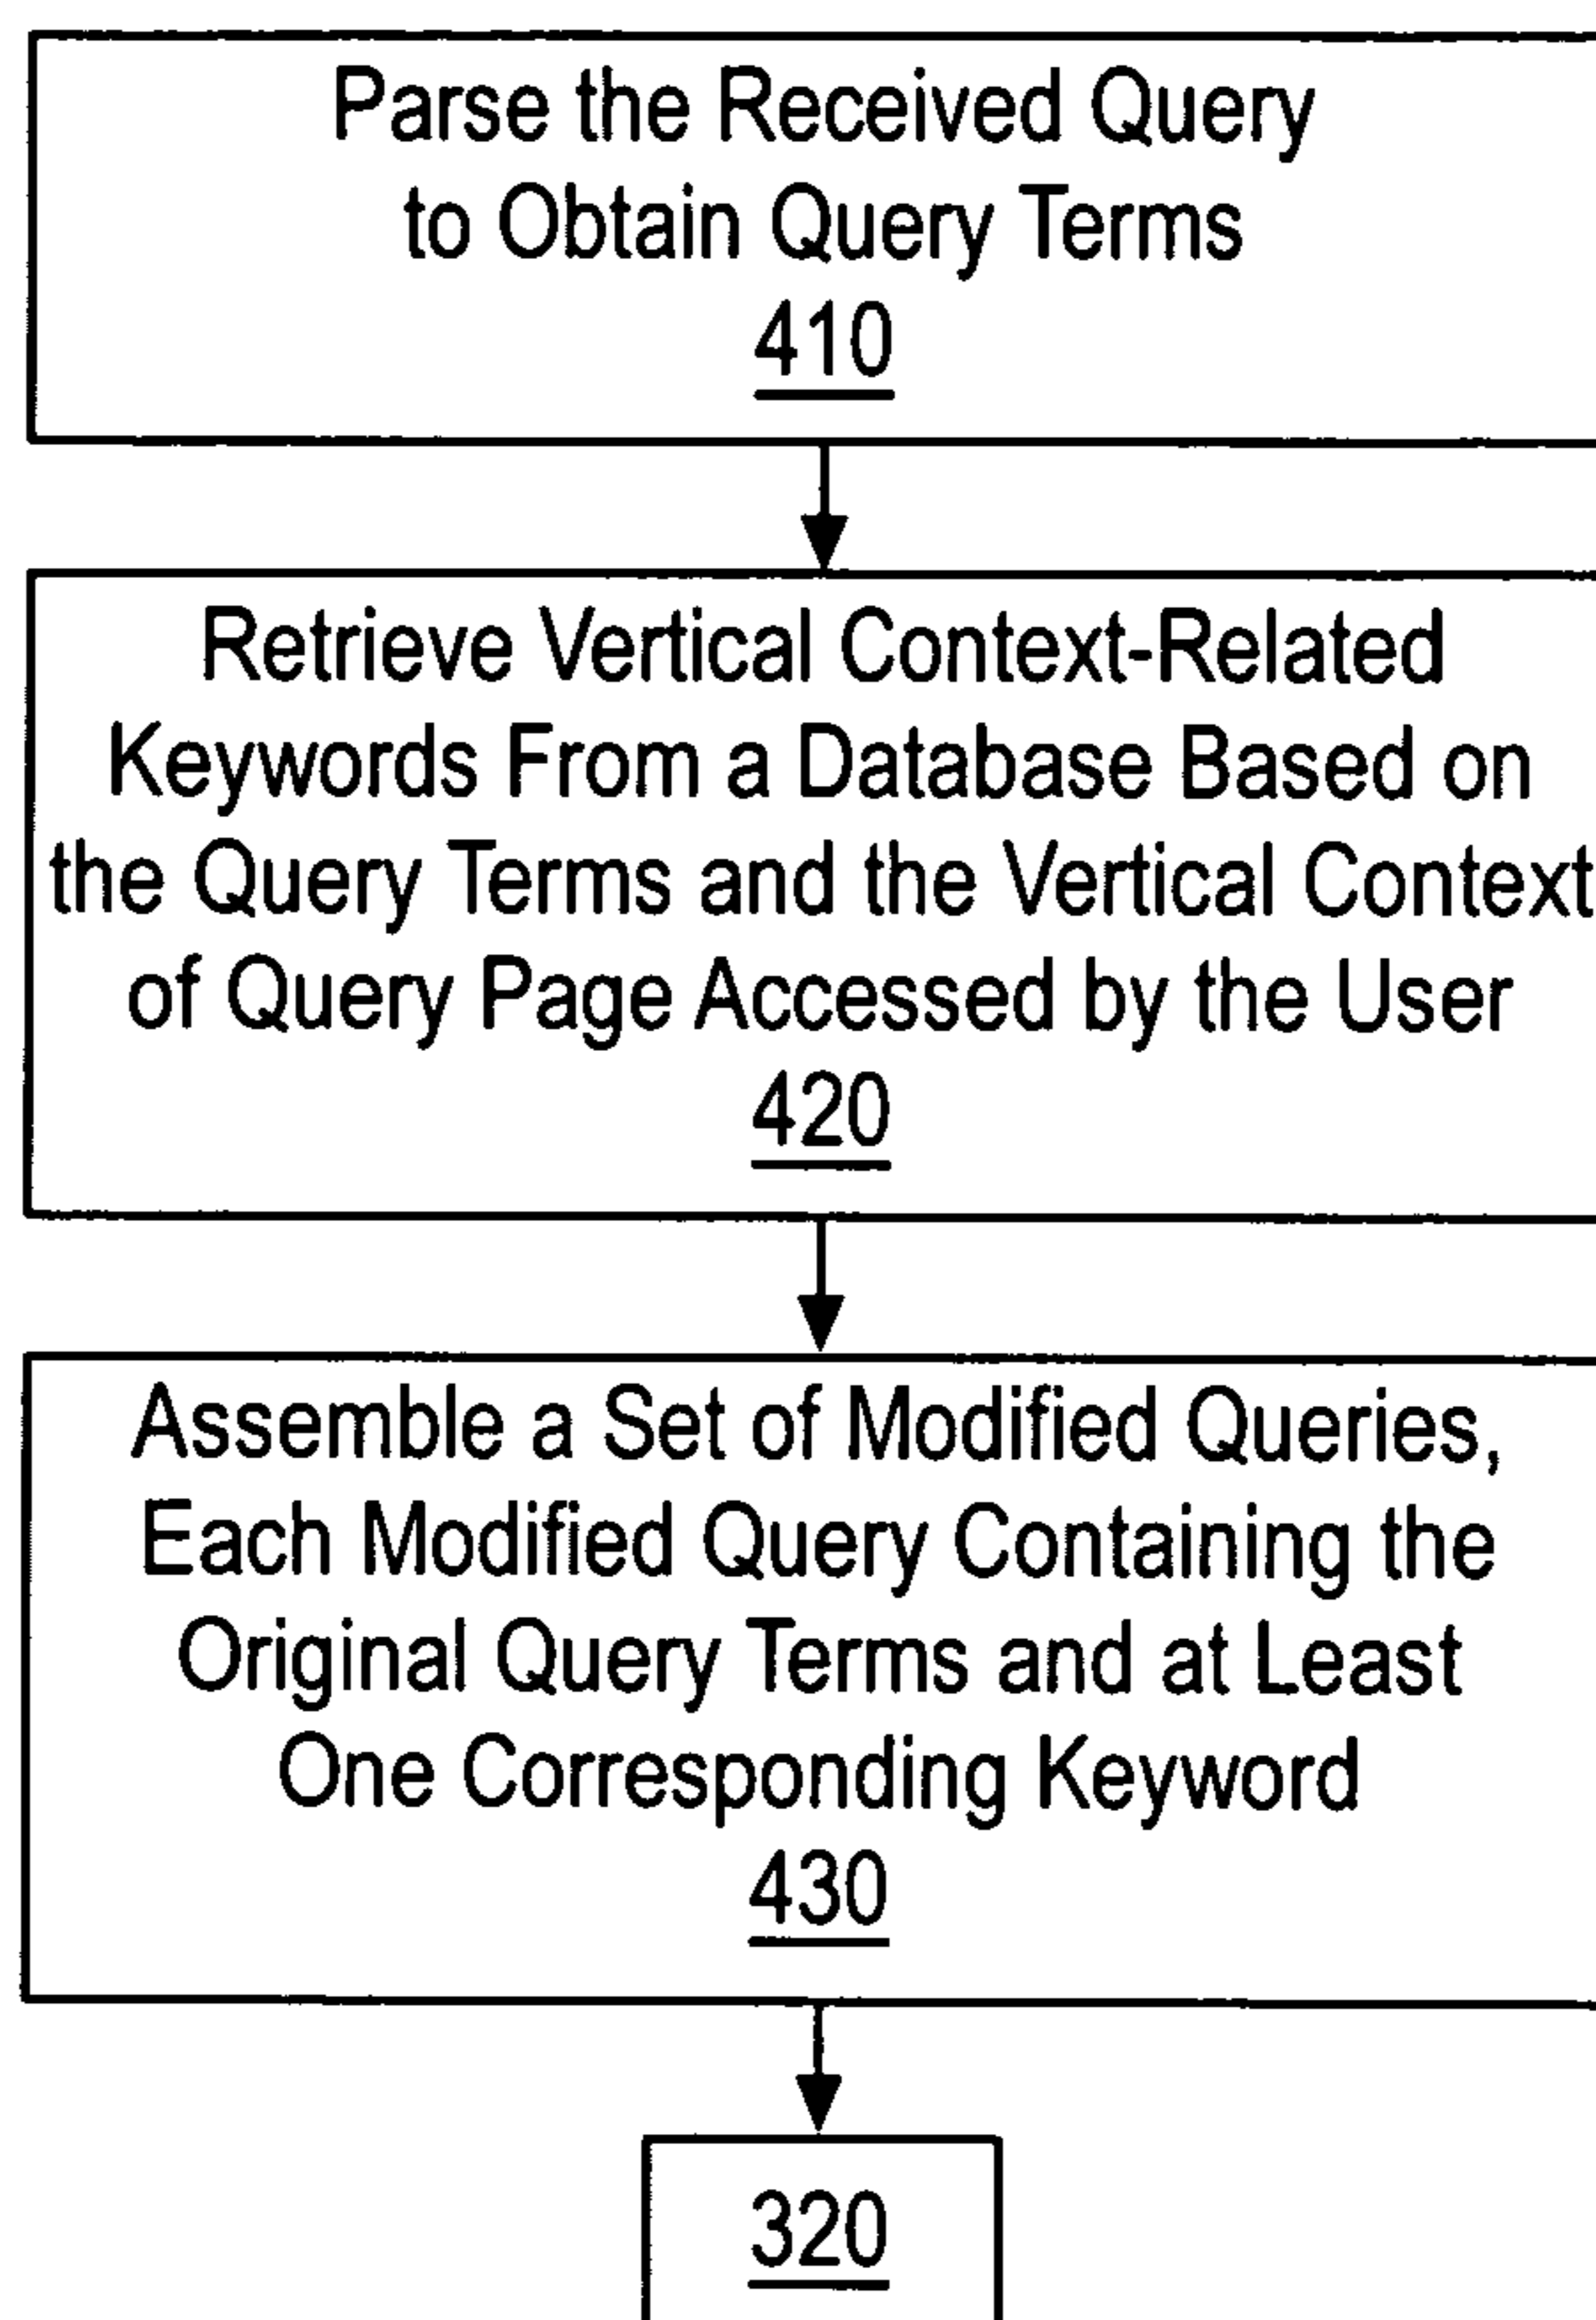 Parse the Received Query
to Obtain Query Terms
410
Retrieve Vertical Context-Related
Keywords From a Database Based on
the Query Terms and the Vertical Context
of Query Page Accessed by the User
420
Assemble a Set of Modified Queries,
Each Modified Query Containing the
Original Query Terms and at Least
One Corresponding Keyword
430
320